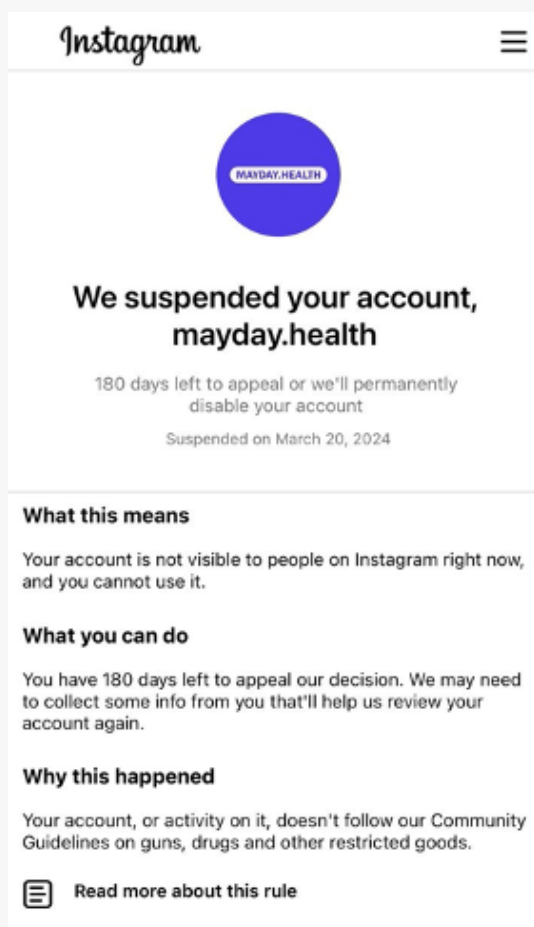 Instagram
MAYDAY.HEALTH
We suspended your account,
mayday.health
180 days left to appeal or we'll permanently
disable your account
Suspended on March 20, 2024
What this means
Your account is not visible to people on Instagram right now,
and you cannot use it.
What you can do
You have 180 days left to appeal our decision. We may need
to collect some info from you that'll help us review your
account again.
Why this happened
Your account, or activity on it, doesn't follow our Community
Guidelines on guns, drugs and other restricted goods.
Read more about this rule